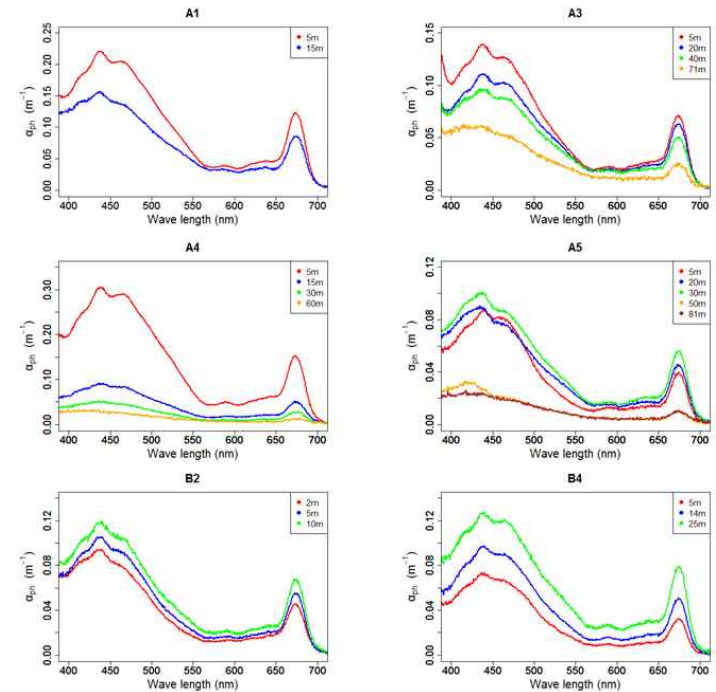 A1
5m
15m
0.25
0.20
0.15
0.10
0.05
0.00
αph (m−1)
400 450 500 550 600 650 700
Wave length (nm)
A3
5m
20m
40m
71m
0.15
0.10
0.05
0.00
αph (m−1)
400 450 500 550 600 650 700
Wave length (nm)
A4
5m
15m
30m
60m
0.30
0.20
0.10
0.00
αph (m−1)
400 450 500 550 600 650 700
Wave length (nm)
A5
5m
20m
30m
50m
81m
0.12
0.08
0.04
0.00
αph (m−1)
400 450 500 550 600 650 700
Wave length (nm)
B2
2m
5m
10m
0.12
0.08
0.04
0.00
αph (m−1)
400 450 500 550 600 650 700
Wave length (nm)
B4
5m
14m
25m
0.12
0.08
0.04
0.00
αph (m−1)
400 450 500 550 600 650 700
Wave length (nm)